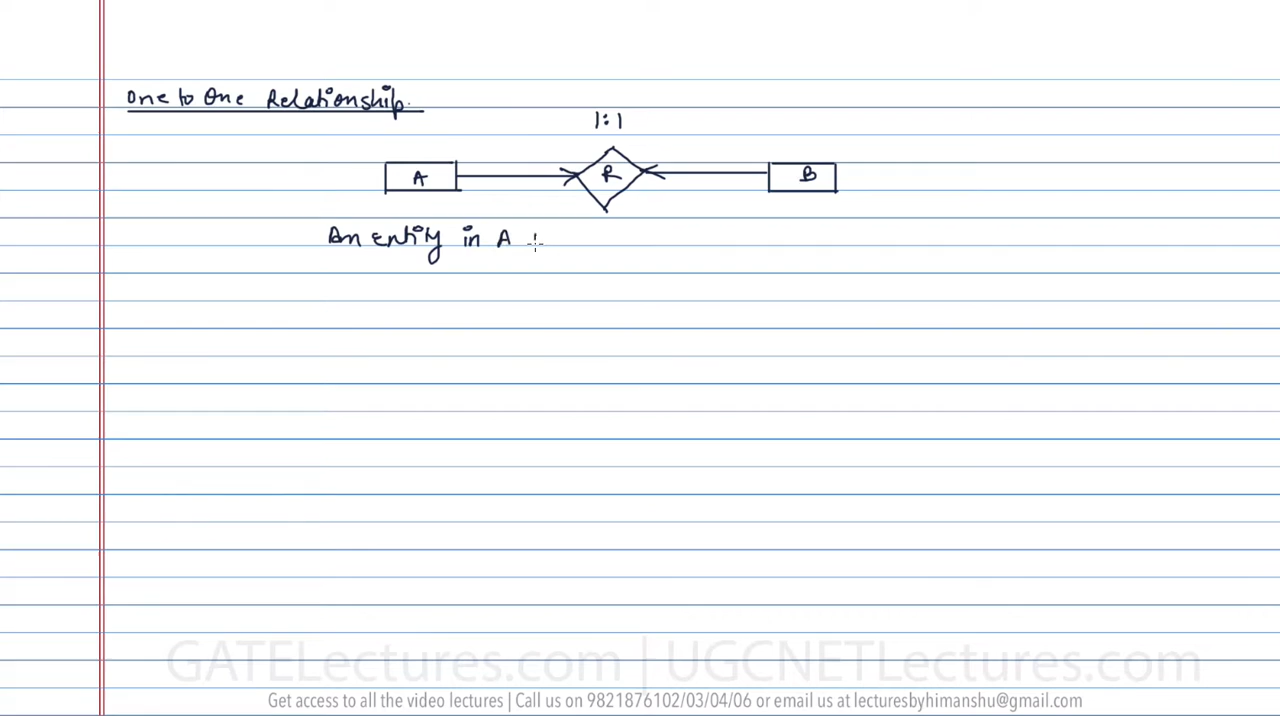 One to One Relationship.
1:1
A R B
An entity in A
GATELectures.com | UGCNETLectures.com
Get access to all the video lectures | Call us on 9821876102/03/04/06 or email us at lecturesbyhimanshu@gmail.com